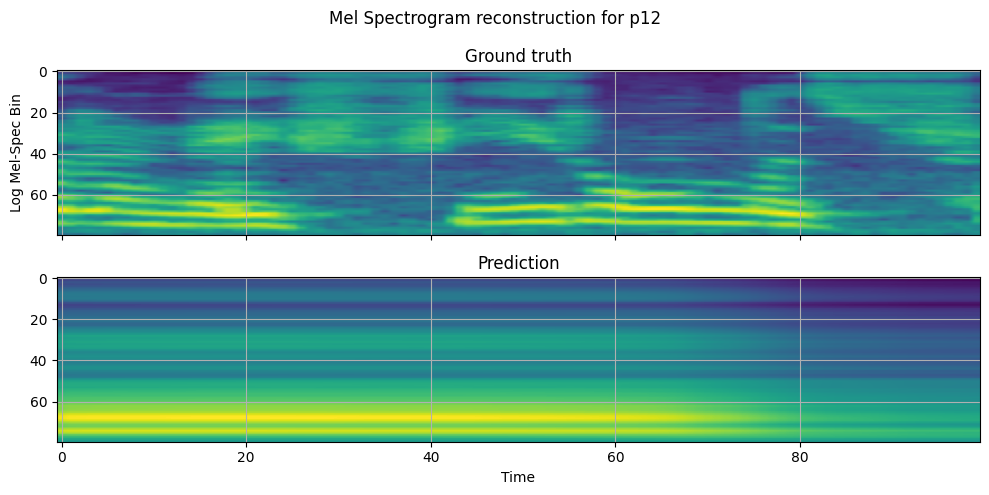 Mel Spectrogram reconstruction for p12
Ground truth
0
20
40
60
Log Mel-Spec Bin
Prediction
0
20
40
60
0 20 40 60 80
Time